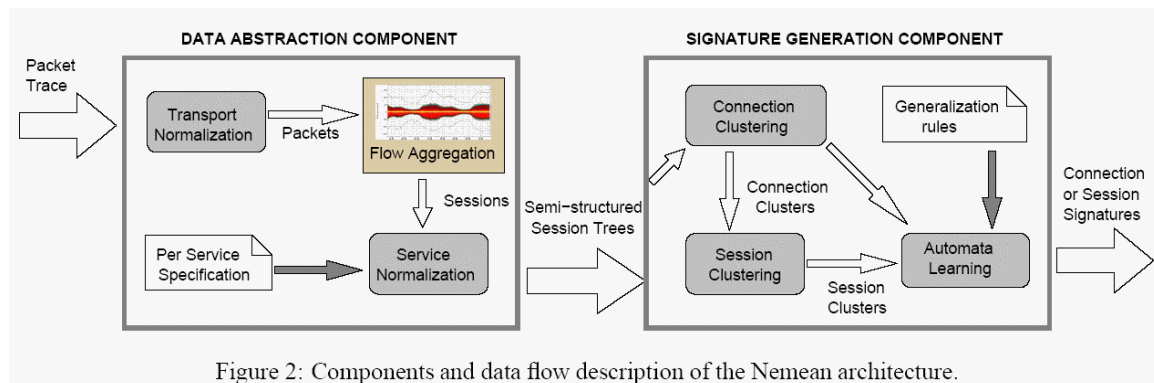 DATA ABSTRACTION COMPONENT
SIGNATURE GENERATION COMPONENT
Packet
Trace
Transport
Normalization
Packets
Flow Aggregation
Sessions
Per Service
Specification
Service
Normalization
Semi−structured
Session Trees
Connection
Clustering
Generalization
rules
Connection
Clusters
Session
Clustering
Session
Clusters
Automata
Learning
Connection
or Session
Signatures
Figure 2: Components and data flow description of the Nemean architecture.